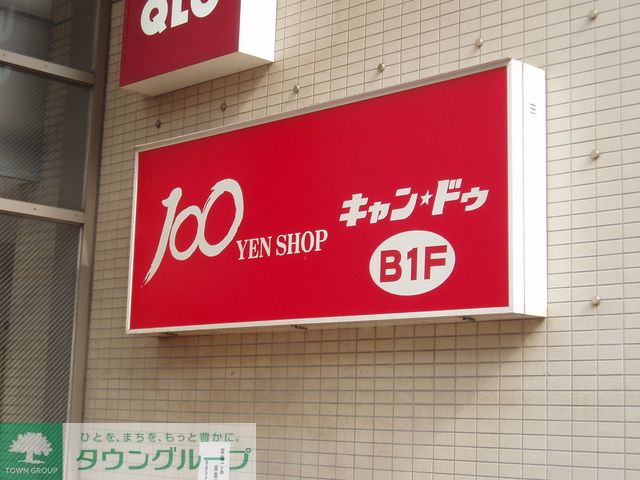 QLO
100 YEN SHOP
キャン★ドゥ
B1F
ひとを、まちを、もっと豊かに。
タウングループ
TOWN GROUP